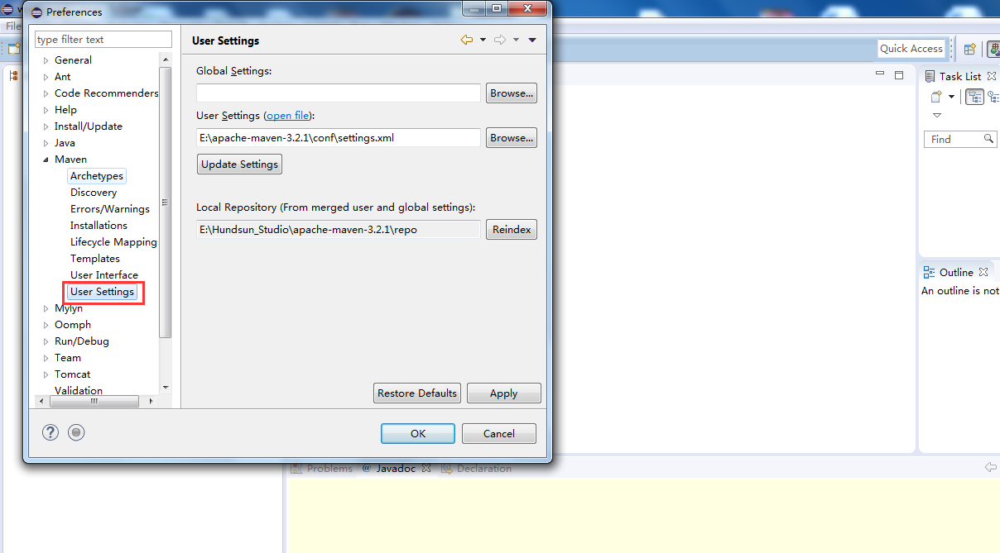 Preferences
File
type filter text
User Settings
Quick Access
General
Ant
Code Recommenders
Help
Install/Update
Java
Maven
Archetypes
Discovery
Errors/Warnings
Installations
Lifecycle Mapping
Templates
User Interface
User Settings
Mylyn
Oomph
Run/Debug
Team
Tomcat
Validation
Global Settings:
Browse...
User Settings (open file):
E:\apache-maven-3.2.1\conf\settings.xml
Browse...
Update Settings
Local Repository (From merged user and global settings):
E:\Hundsun_Studio\apache-maven-3.2.1\repo
Reindex
Restore Defaults
Apply
OK
Cancel
Task List
Find
Outline
An outline is not
Problems
@ Javadoc
Declaration